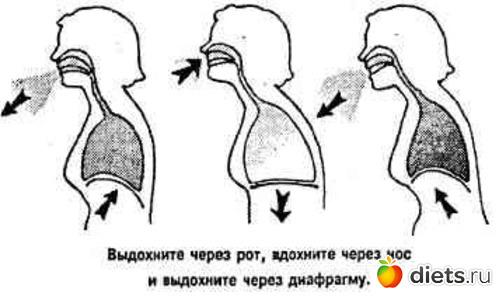 Выдохните через рот, вдохните через нос
и выдохните через диафрагму.
diets.ru